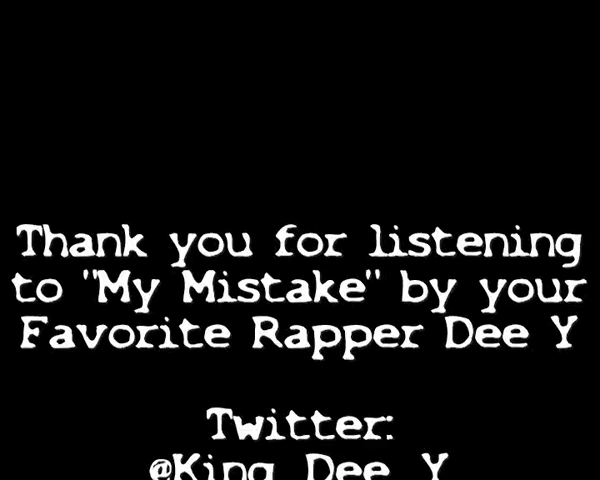 Thank you for listening
to "My Mistake" by your
Favorite Rapper Dee Y
Twitter:
@King_Dee_Y